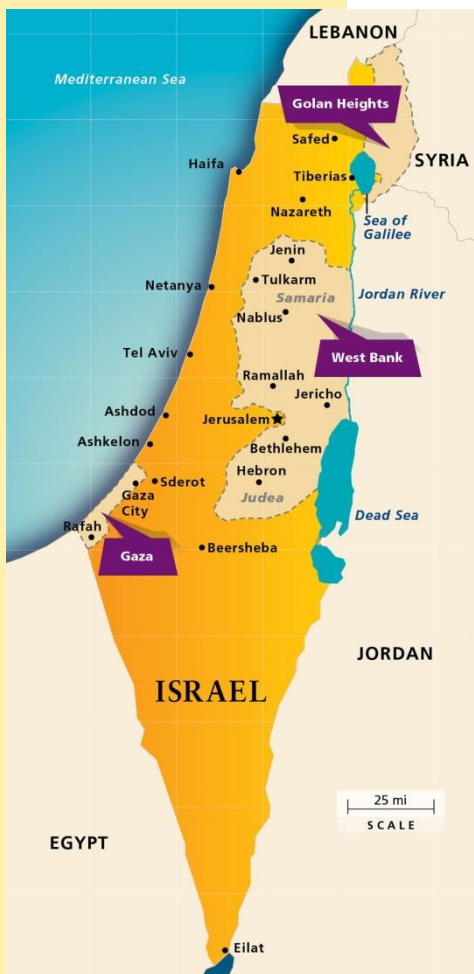 LEBANON
Mediterranean Sea
Golan Heights
Safed
SYRIA
Haifa
Tiberias
Nazareth
Sea of
Galilee
Jenin
Tulkarm
Netanya
Samaria
Jordan River
Nablus
Tel Aviv
West Bank
Ramallah
Jericho
Ashdod
Jerusalem
Ashkelon
Bethlehem
Hebron
Sderot
Gaza
City
Judea
Dead Sea
Rafah
Beersheba
Gaza
JORDAN
ISRAEL
25 mi
SCALE
EGYPT
Eilat